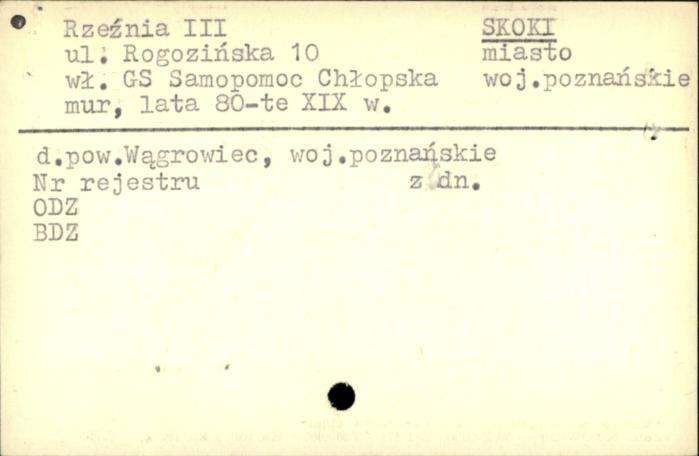 Rzeźnia III SKOKI
ul. Rogozińska 10 miasto
wł. GS Samopomoc Chłopska woj.poznańskie
mur, lata 80-te XIX w.
d.pow.Wągrowiec, woj.poznańskie
Nr rejestru z dn.
ODZ
BDZ